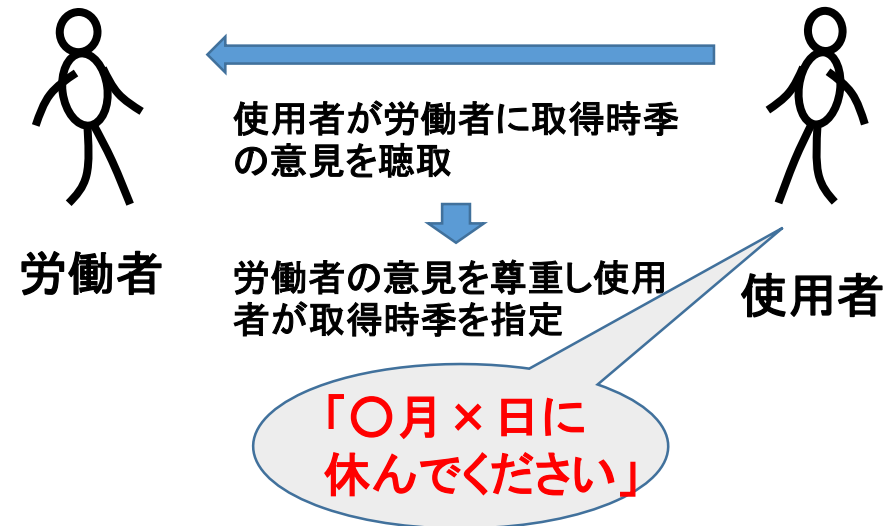 使用者が労働者に取得時季
の意見を聴取
労働者
労働者の意見を尊重し使用
者が取得時季を指定
使用者
「〇月×日に
休んでください」